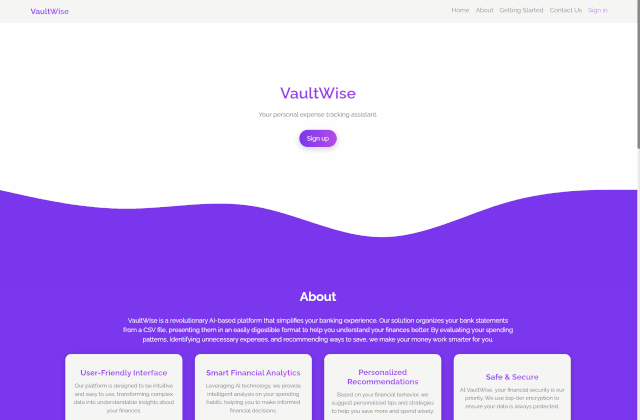 VaultWise
Home About Getting Started Contact Us Sign in
VaultWise
Your personal expense tracking assistant.
Sign up
About
VaultWise is a revolutionary AI-based platform that simplifies your banking experience. Our solution organizes your bank statements
from a CSV file, presenting them in an easily digestible format to help you understand your finances better. By evaluating your spending
patterns, identifying unnecessary expenses, and recommending ways to save, we make your money work smarter for you.
User-Friendly Interface
Our platform is designed to be intuitive
and easy to use, transforming complex
data into understandable insights about
your finances.
Smart Financial Analytics
Leveraging AI technology, we provide
intelligent analysis on your spending
habits, helping you to make informed
financial decisions.
Personalized
Recommendations
Based on your financial behavior, we
suggest personalized tips and strategies
to help you save more and spend wisely.
Safe & Secure
At VaultWise, your financial security is our
priority. We use top-tier encryption to
ensure your data is always protected.